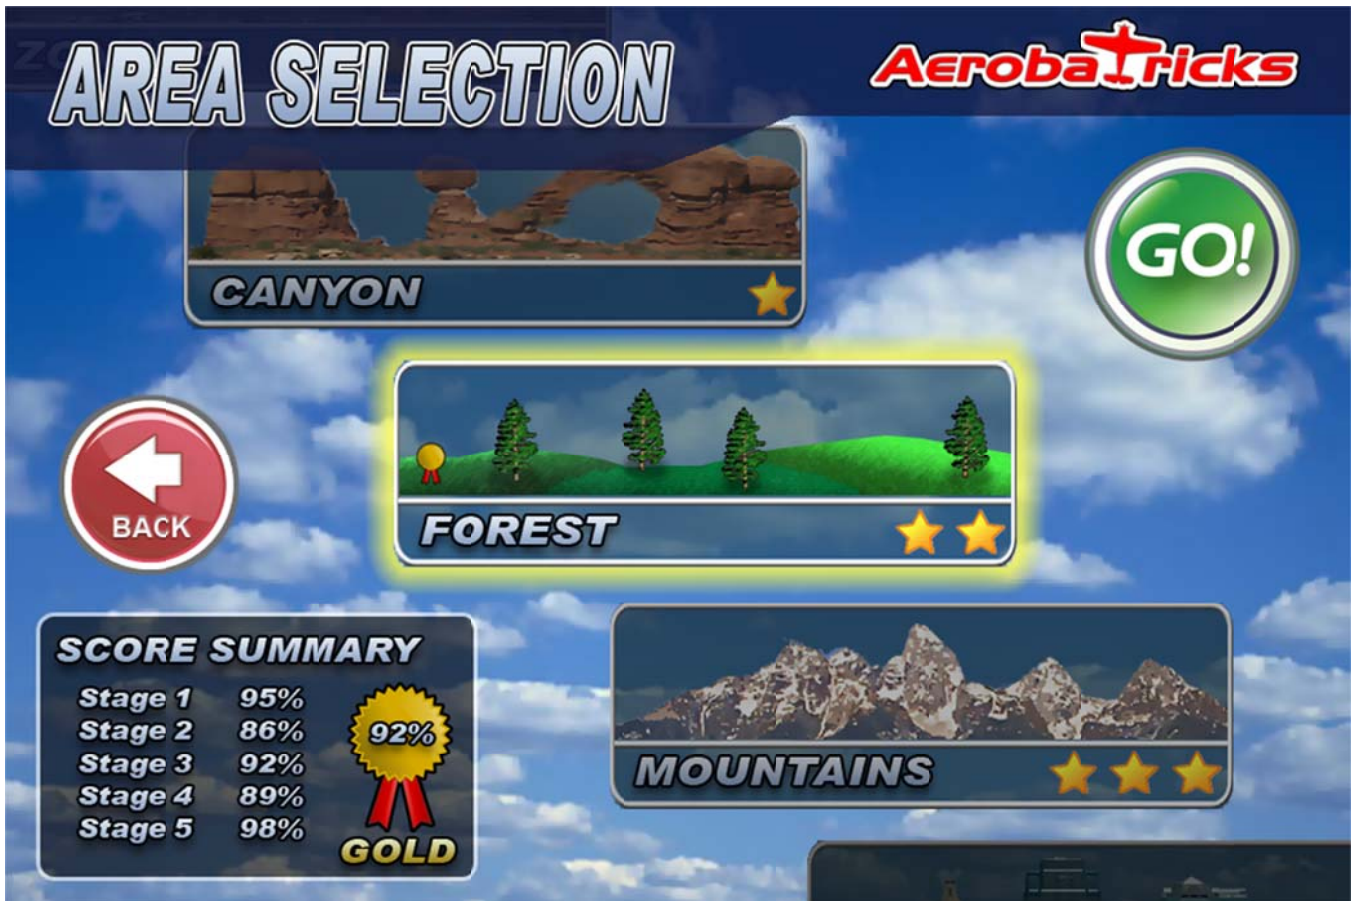 AREA SELECTION
AerobaTricks
CANYON
GO!
FOREST
BACK
SCORE SUMMARY
Stage 1 95%
Stage 2 86%
Stage 3 92%
Stage 4 89%
Stage 5 98%
92%
GOLD
MOUNTAINS